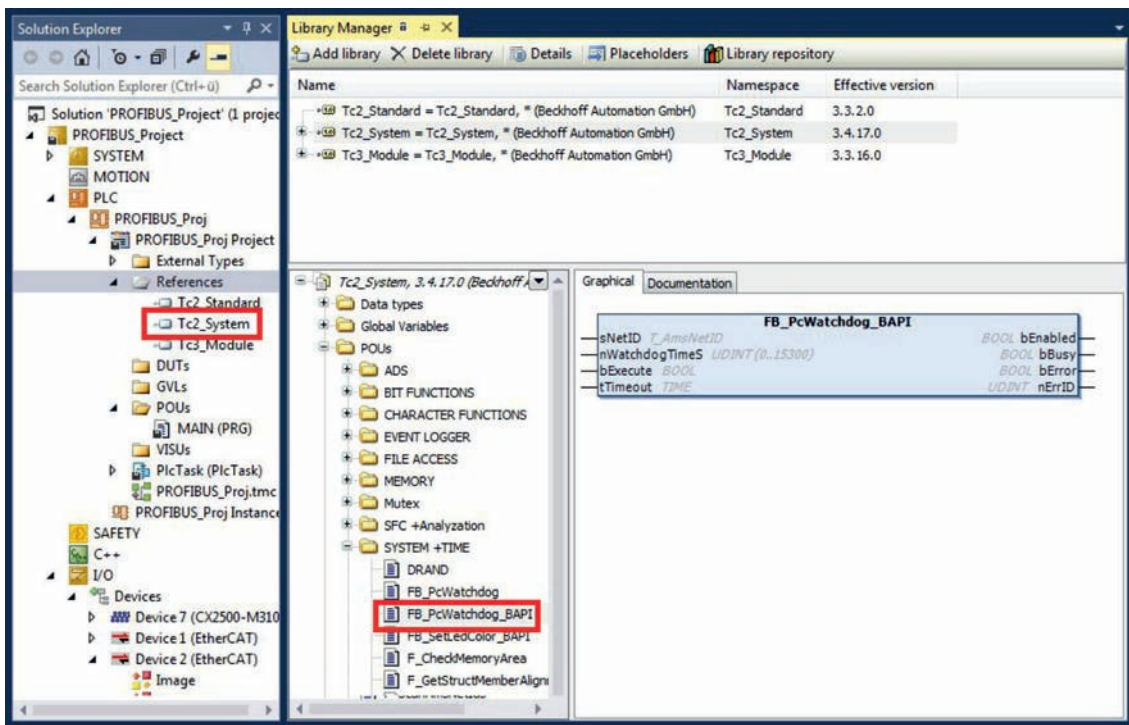 Solution Explorer
Search Solution Explorer (Ctrl+ü)
Solution 'PROFIBUS_Project' (1 projec
PROFIBUS_Project
SYSTEM
MOTION
PLC
PROFIBUS_Proj
PROFIBUS_Proj Project
External Types
References
Tc2_Standard
Tc2_System
Tc3_Module
DUTs
GVLs
POUs
MAIN (PRG)
VISUs
PlcTask (PlcTask)
PROFIBUS_Proj.tmc
PROFIBUS_Proj Instance
SAFETY
C++
I/O
Devices
Device 7 (CX2500-M310
Device 1 (EtherCAT)
Device 2 (EtherCAT)
Image
Library Manager
Add library Delete library Details Placeholders Library repository
Name Namespace Effective version
Tc2_Standard = Tc2_Standard, * (Beckhoff Automation GmbH) Tc2_Standard 3.3.2.0
Tc2_System = Tc2_System, * (Beckhoff Automation GmbH) Tc2_System 3.4.17.0
Tc3_Module = Tc3_Module, * (Beckhoff Automation GmbH) Tc3_Module 3.3.16.0
Tc2_System, 3.4.17.0 (Beckhoff
Data types
Global Variables
POUs
ADS
BIT FUNCTIONS
CHARACTER FUNCTIONS
EVENT LOGGER
FILE ACCESS
MEMORY
Mutex
SFC +Analyzation
SYSTEM +TIME
DRAND
FB_PcWatchdog
FB_PcWatchdog_BAPI
FB_SetLedColor_BAPI
F_CheckMemoryArea
F_GetStructMemberAlignm
Graphical Documentation
FB_PcWatchdog_BAPI
sNetID T_AmsNetID BOOL bEnabled
nWatchdogTimeS UDINT (0..15300) BOOL bBusy
bExecute BOOL BOOL bError
tTimeout TIME UDINT nErrID